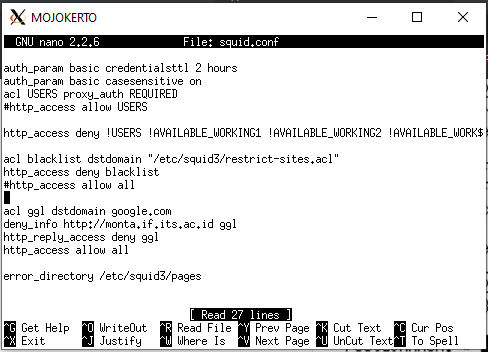 MOJOKERTO
GNU nano 2.2.6 File: squid.conf
auth_param basic credentialsttl 2 hours
auth_param basic casesensitive on
acl USERS proxy_auth REQUIRED
#http_access allow USERS
http_access deny !USERS !AVAILABLE_WORKING1 !AVAILABLE_WORKING2 !AVAILABLE_WORK$
acl blacklist dstdomain "/etc/squid3/restrict-sites.acl"
http_access deny blacklist
#http_access allow all
acl ggl dstdomain google.com
deny_info http://monta.if.its.ac.id ggl
http_reply_access deny ggl
http_access allow all
error_directory /etc/squid3/pages
[ Read 27 lines ]
^G Get Help ^O WriteOut ^R Read File ^Y Prev Page ^K Cut Text ^C Cur Pos
^X Exit ^J Justify ^W Where Is ^V Next Page ^U UnCut Text ^T To Spell